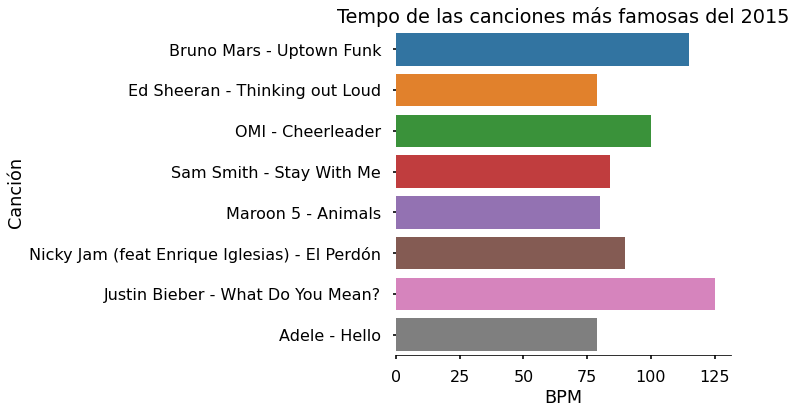 Tempo de las canciones más famosas del 2015
Bruno Mars - Uptown Funk
Ed Sheeran - Thinking out Loud
OMI - Cheerleader
Sam Smith - Stay With Me
Maroon 5 - Animals
Nicky Jam (feat Enrique Iglesias) - El Perdón
Justin Bieber - What Do You Mean?
Adele - Hello
Canción
0 25 50 75 100 125
BPM